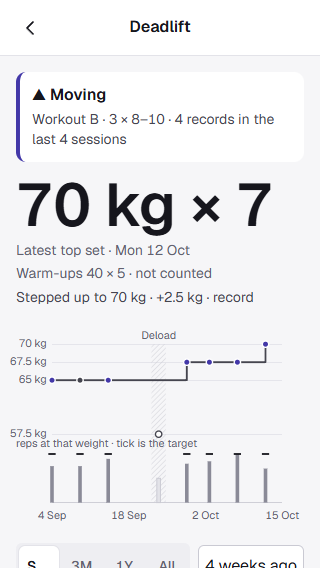 Deadlift
▲ Moving
Workout B · 3 × 8–10 · 4 records in the
last 4 sessions
70 kg × 7
Latest top set · Mon 12 Oct
Warm-ups 40 × 5 · not counted
Stepped up to 70 kg · +2.5 kg · record
Deload
70 kg
67.5 kg
65 kg
57.5 kg
reps at that weight · tick is the target
4 Sep 18 Sep 2 Oct 15 Oct
3M 1Y All 4 weeks ago